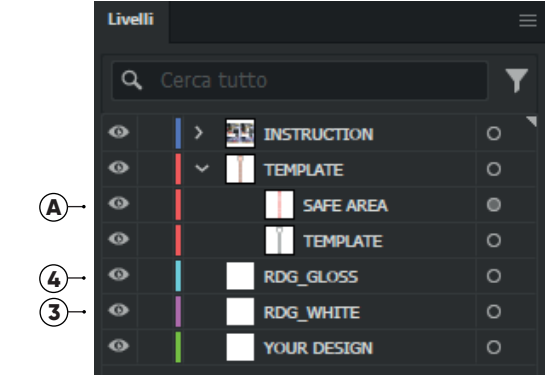 Livelli
Cerca tutto
INSTRUCTION
TEMPLATE
A SAFE AREA
TEMPLATE
4 RDG_GLOSS
3 RDG_WHITE
YOUR DESIGN